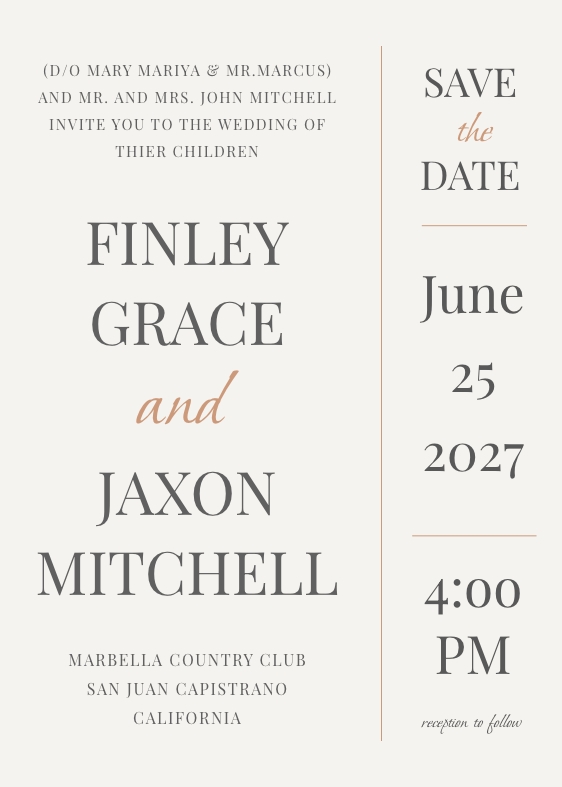 (D/O MARY MARIYA & MR.MARCUS)
AND MR. AND MRS. JOHN MITCHELL
INVITE YOU TO THE WEDDING OF
THIER CHILDREN
FINLEY
GRACE
and
JAXON
MITCHELL
MARBELLA COUNTRY CLUB
SAN JUAN CAPISTRANO
CALIFORNIA
SAVE
the
DATE
June
25
2027
4:00
PM
reception to follow